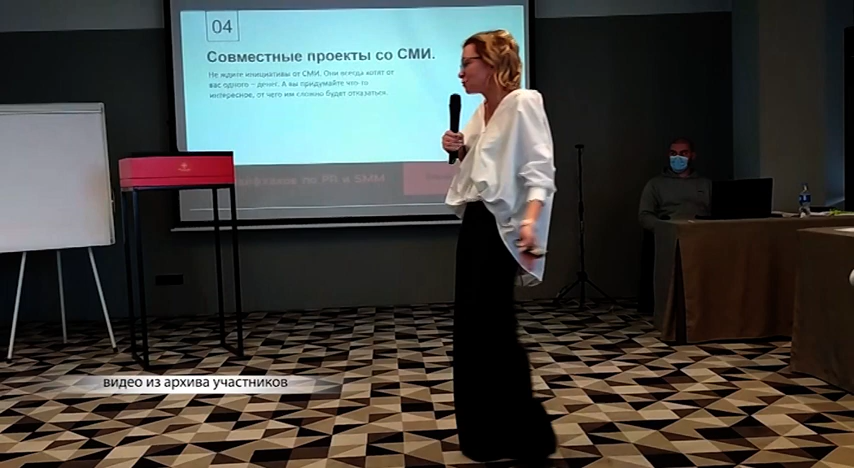 04
Совместные проекты со СМИ.
Не ждите инициативы от СМИ. Они всегда хотят от
вас одного – денег. А вы придумайте что-то
интересное, от чего им сложно будет отказаться.
по PR и SMM
видео из архива участников